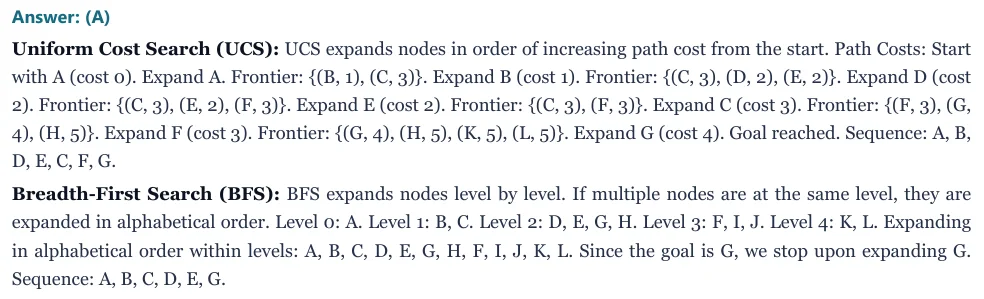 Answer: (A)
Uniform Cost Search (UCS): UCS expands nodes in order of increasing path cost from the start. Path Costs: Start
with A (cost 0). Expand A. Frontier: {(B, 1), (C, 3)}. Expand B (cost 1). Frontier: {(C, 3), (D, 2), (E, 2)}. Expand D (cost
2). Frontier: {(C, 3), (E, 2), (F, 3)}. Expand E (cost 2). Frontier: {(C, 3), (F, 3)}. Expand C (cost 3). Frontier: {(F, 3), (G,
4), (H, 5)}. Expand F (cost 3). Frontier: {(G, 4), (H, 5), (K, 5), (L, 5)}. Expand G (cost 4). Goal reached. Sequence: A, B,
D, E, C, F, G.
Breadth-First Search (BFS): BFS expands nodes level by level. If multiple nodes are at the same level, they are
expanded in alphabetical order. Level 0: A. Level 1: B, C. Level 2: D, E, G, H. Level 3: F, I, J. Level 4: K, L. Expanding
in alphabetical order within levels: A, B, C, D, E, G, H, F, I, J, K, L. Since the goal is G, we stop upon expanding G.
Sequence: A, B, C, D, E, G.